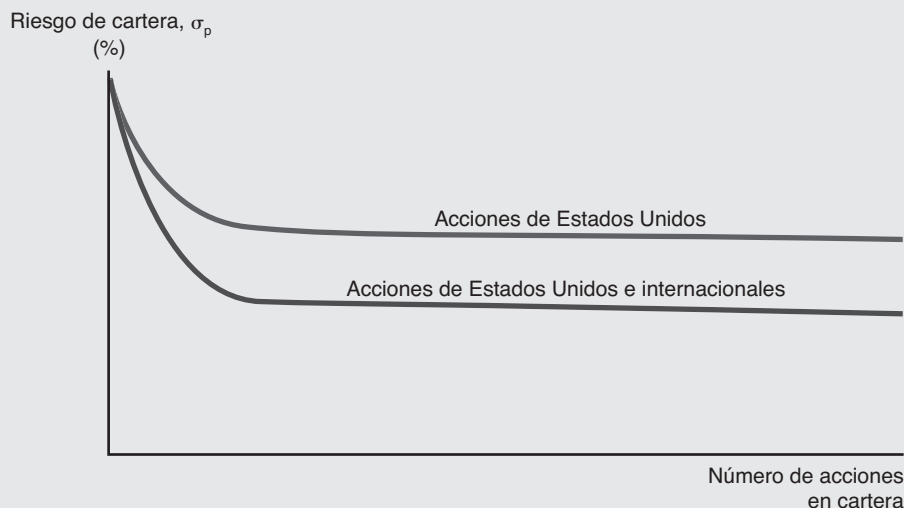 Riesgo de cartera, σp
(%)
Acciones de Estados Unidos
Acciones de Estados Unidos e internacionales
Número de acciones
en cartera